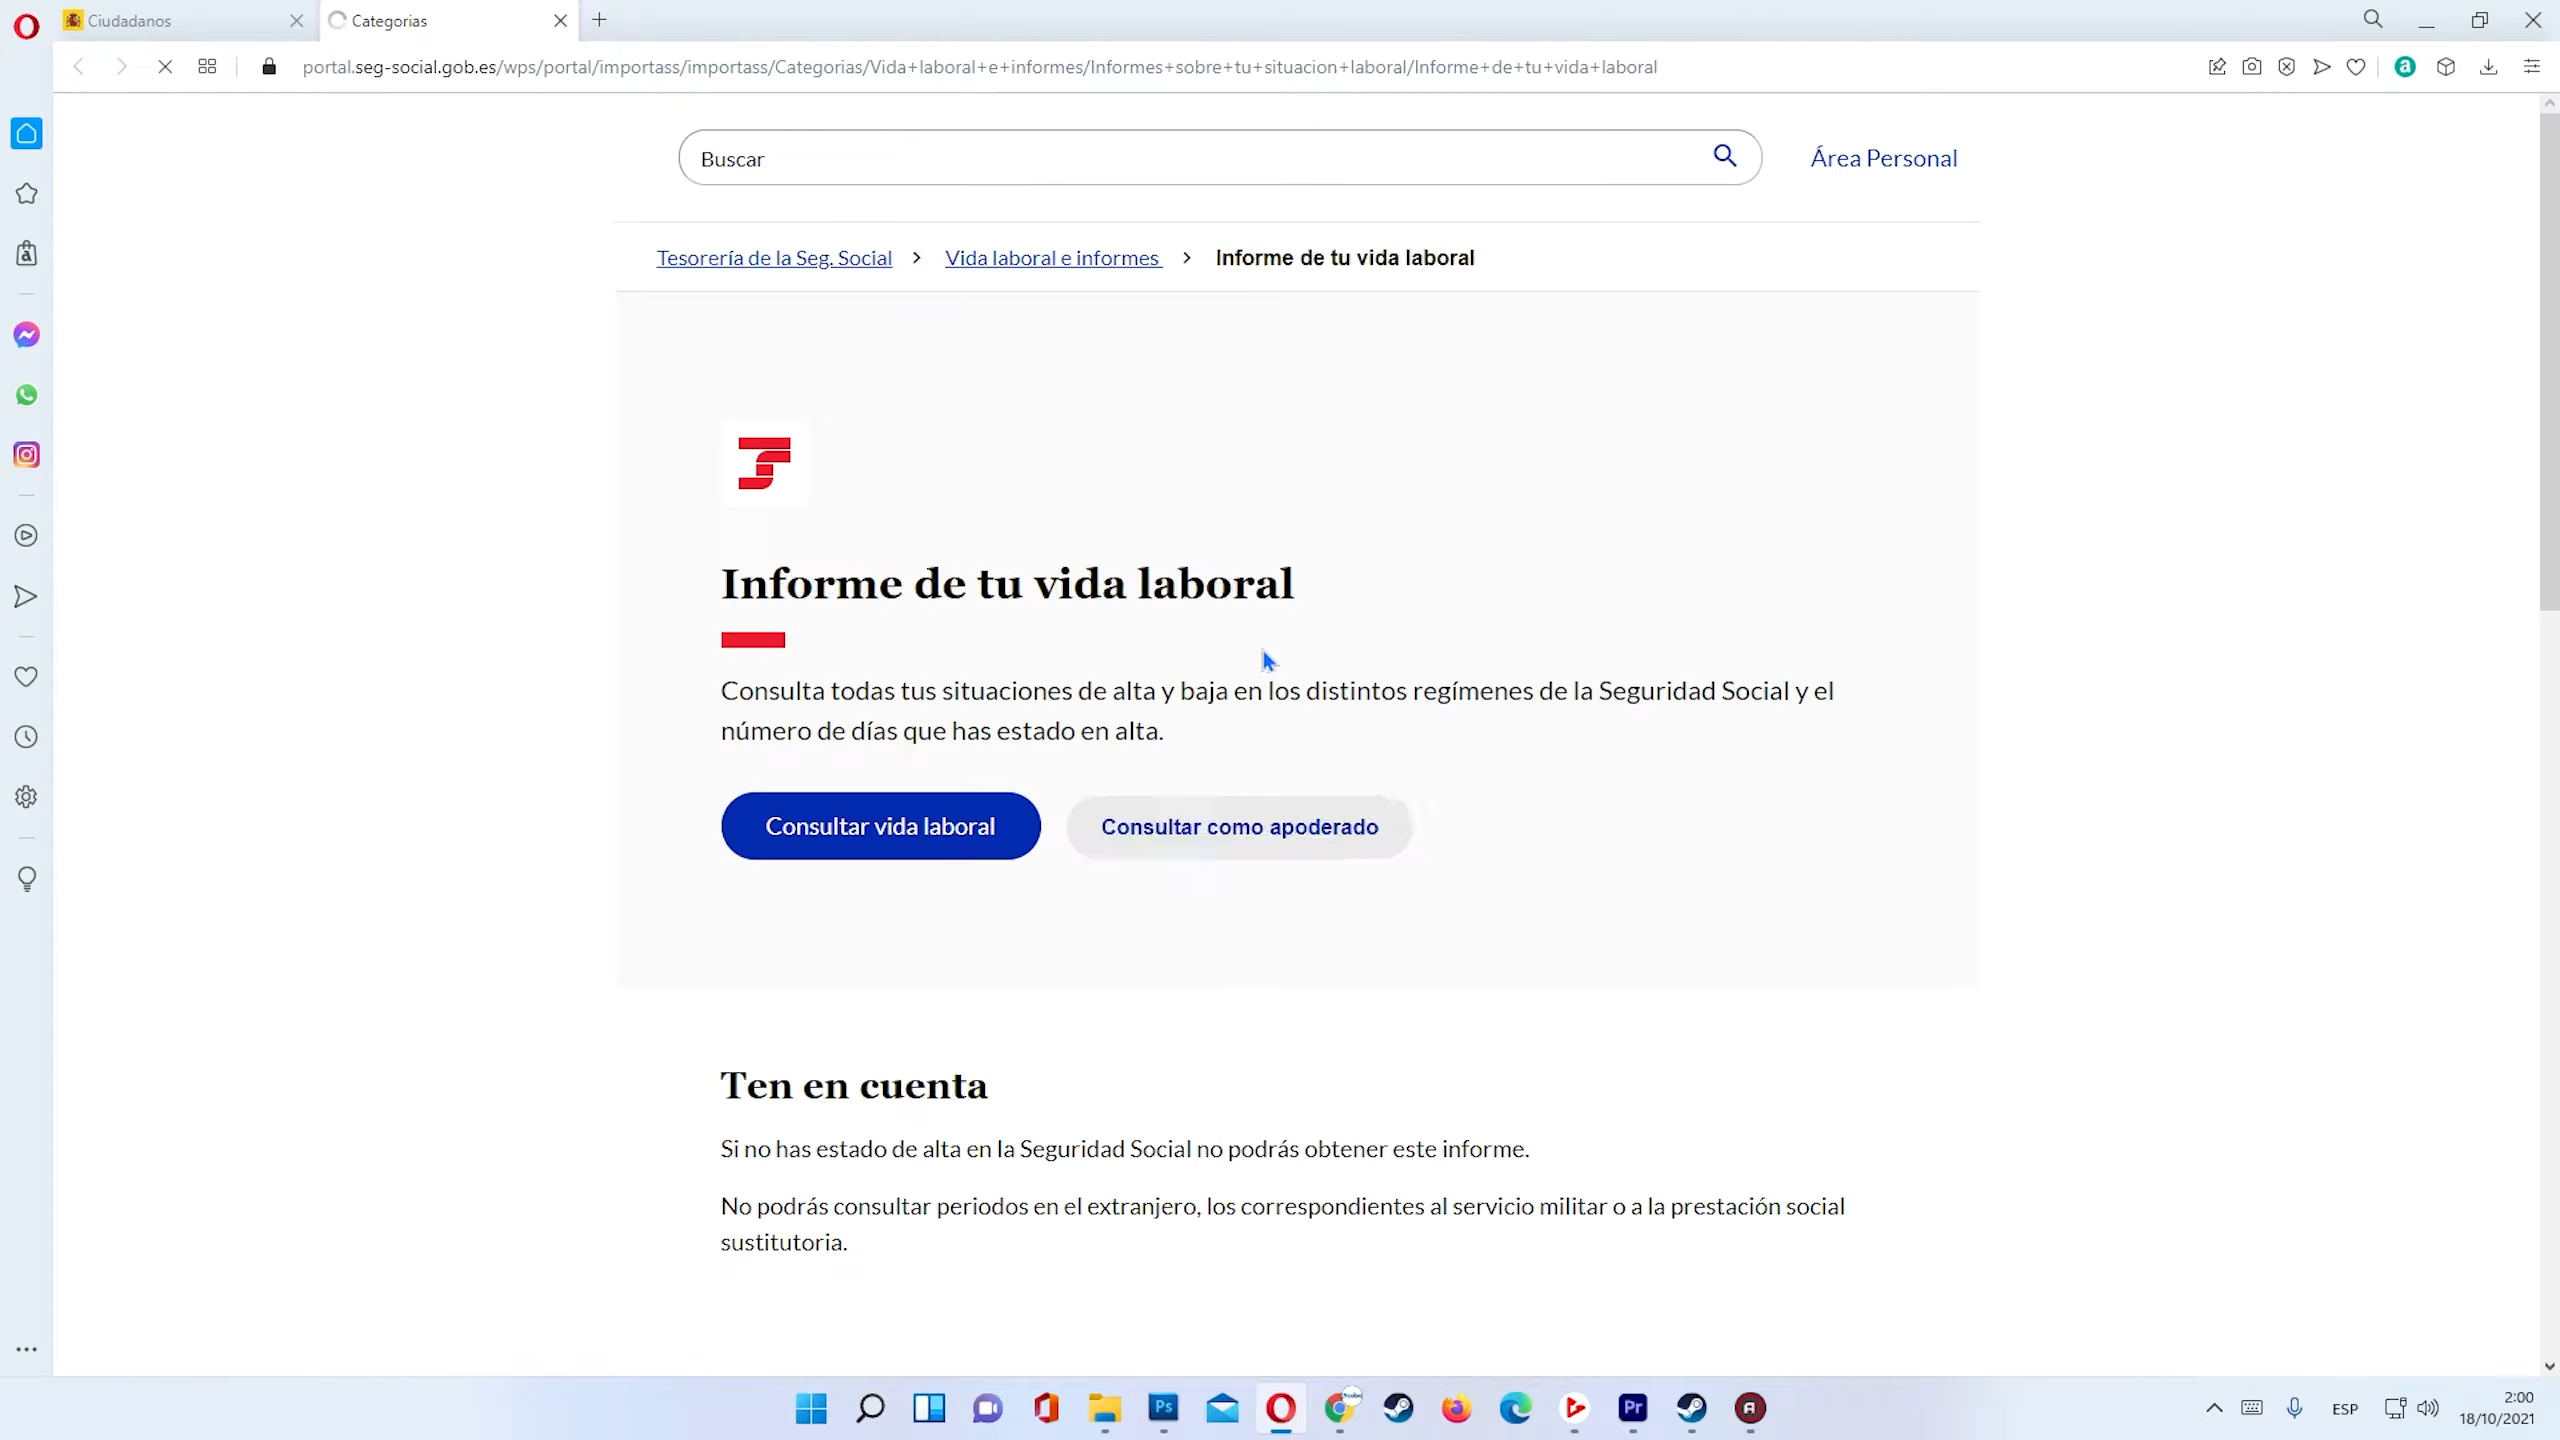 Ciudadanos
Categorias
portal.seg-social.gob.es/wps/portal/importass/importass/Categorias/Vida+laboral+e+informes/Informes+sobre+tu+situacion+laboral/Informe+de+tu+vida+laboral
Buscar
Área Personal
Tesorería de la Seg. Social > Vida laboral e informes > Informe de tu vida laboral
Informe de tu vida laboral
Consulta todas tus situaciones de alta y baja en los distintos regímenes de la Seguridad Social y el
número de días que has estado en alta.
Consultar vida laboral
Consultar como apoderado
Ten en cuenta
Si no has estado de alta en la Seguridad Social no podrás obtener este informe.
No podrás consultar periodos en el extranjero, los correspondientes al servicio militar o a la prestación social
sustitutoria.
Ps
Pr
ESP
2:00
18/10/2021